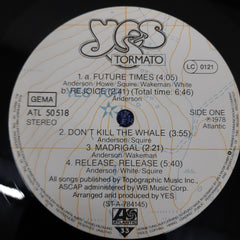 Yes
TORMATO
LC 0121
1. a. FUTURE TIMES (4:05)
Anderson/Howe/Squire/Wakeman/White
b) REJOICE (2:41) (Total time: 6:46)
Anderson
GEMA
ATL 50518
STEREO
SIDE ONE
℗ 1978
Atlantic
2. DON'T KILL THE WHALE (3:55)
Anderson/Squire
3. MADRIGAL (2:21)
Anderson/Wakeman
4. RELEASE, RELEASE (5:40)
Anderson/White/Squire
All songs published by Topographic Music Inc.,
ASCAP administered by WB Music Corp.
Arranged and produced by YES
(ST-A-784145)
ATLANTIC
33